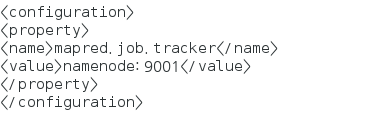 <configuration>
<property>
<name>mapred.job.tracker</name>
<value>namenode:9001</value>
</property>
</configuration>